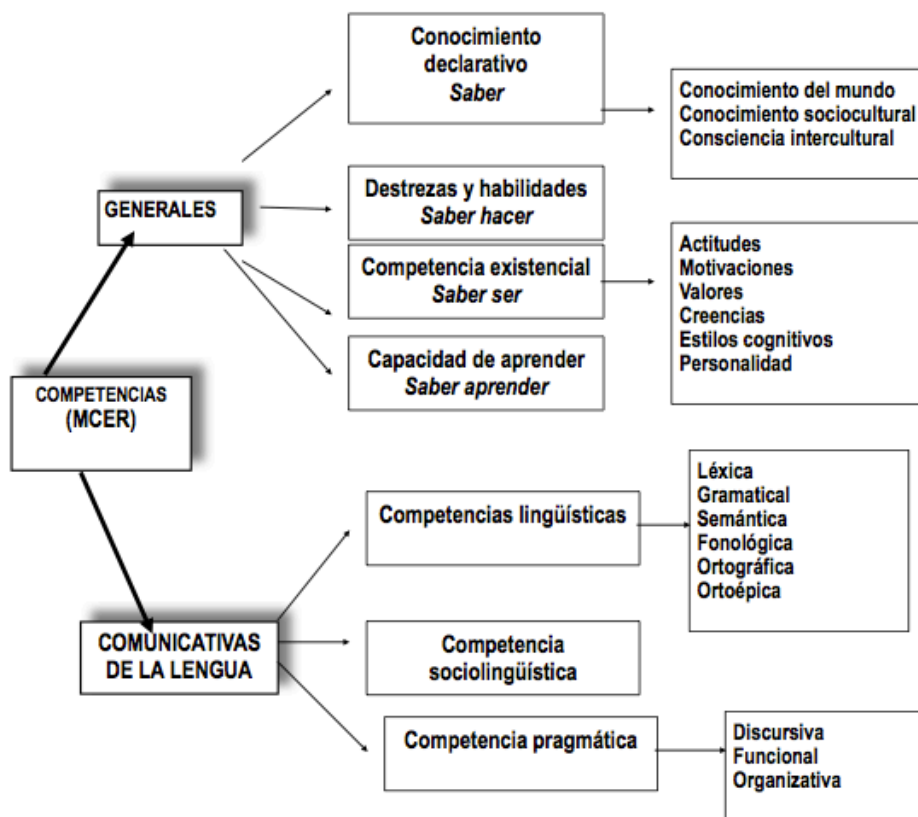 Conocimiento
declarativo
Saber
Conocimiento del mundo
Conocimiento sociocultural
Consciencia intercultural
GENERALES
Destrezas y habilidades
Saber hacer
Competencia existencial
Saber ser
Actitudes
Motivaciones
Valores
Creencias
Estilos cognitivos
Personalidad
Capacidad de aprender
Saber aprender
COMPETENCIAS
(MCER)
Competencias lingüísticas
Léxica
Gramatical
Semántica
Fonológica
Ortográfica
Ortoépica
COMUNICATIVAS
DE LA LENGUA
Competencia
sociolingüística
Competencia pragmática
Discursiva
Funcional
Organizativa